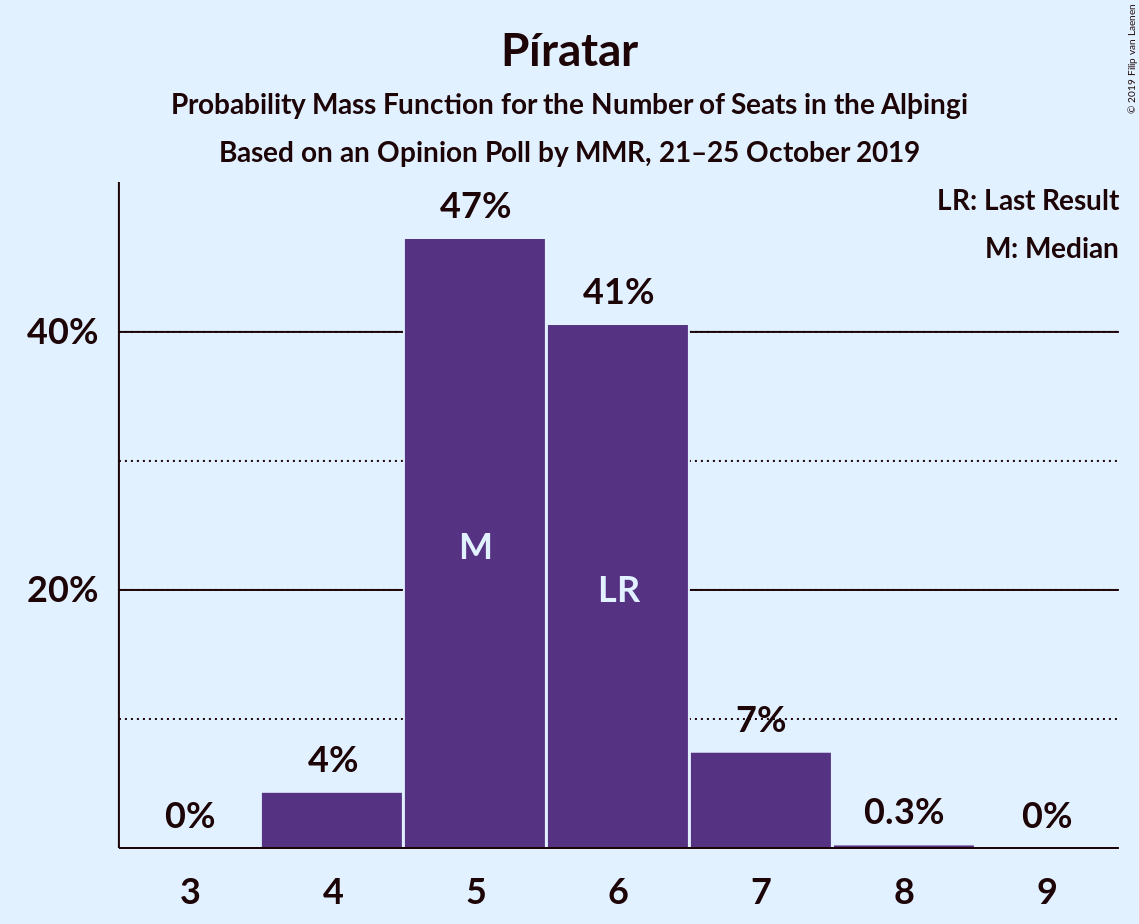 Píratar
Probability Mass Function for the Number of Seats in the Alþingi
Based on an Opinion Poll by MMR, 21–25 October 2019
© 2019 Filip van Laenen
LR: Last Result
M: Median
47%
41%
40%
M
LR
20%
7%
4%
0%
0.3%
0%
3 4 5 6 7 8 9